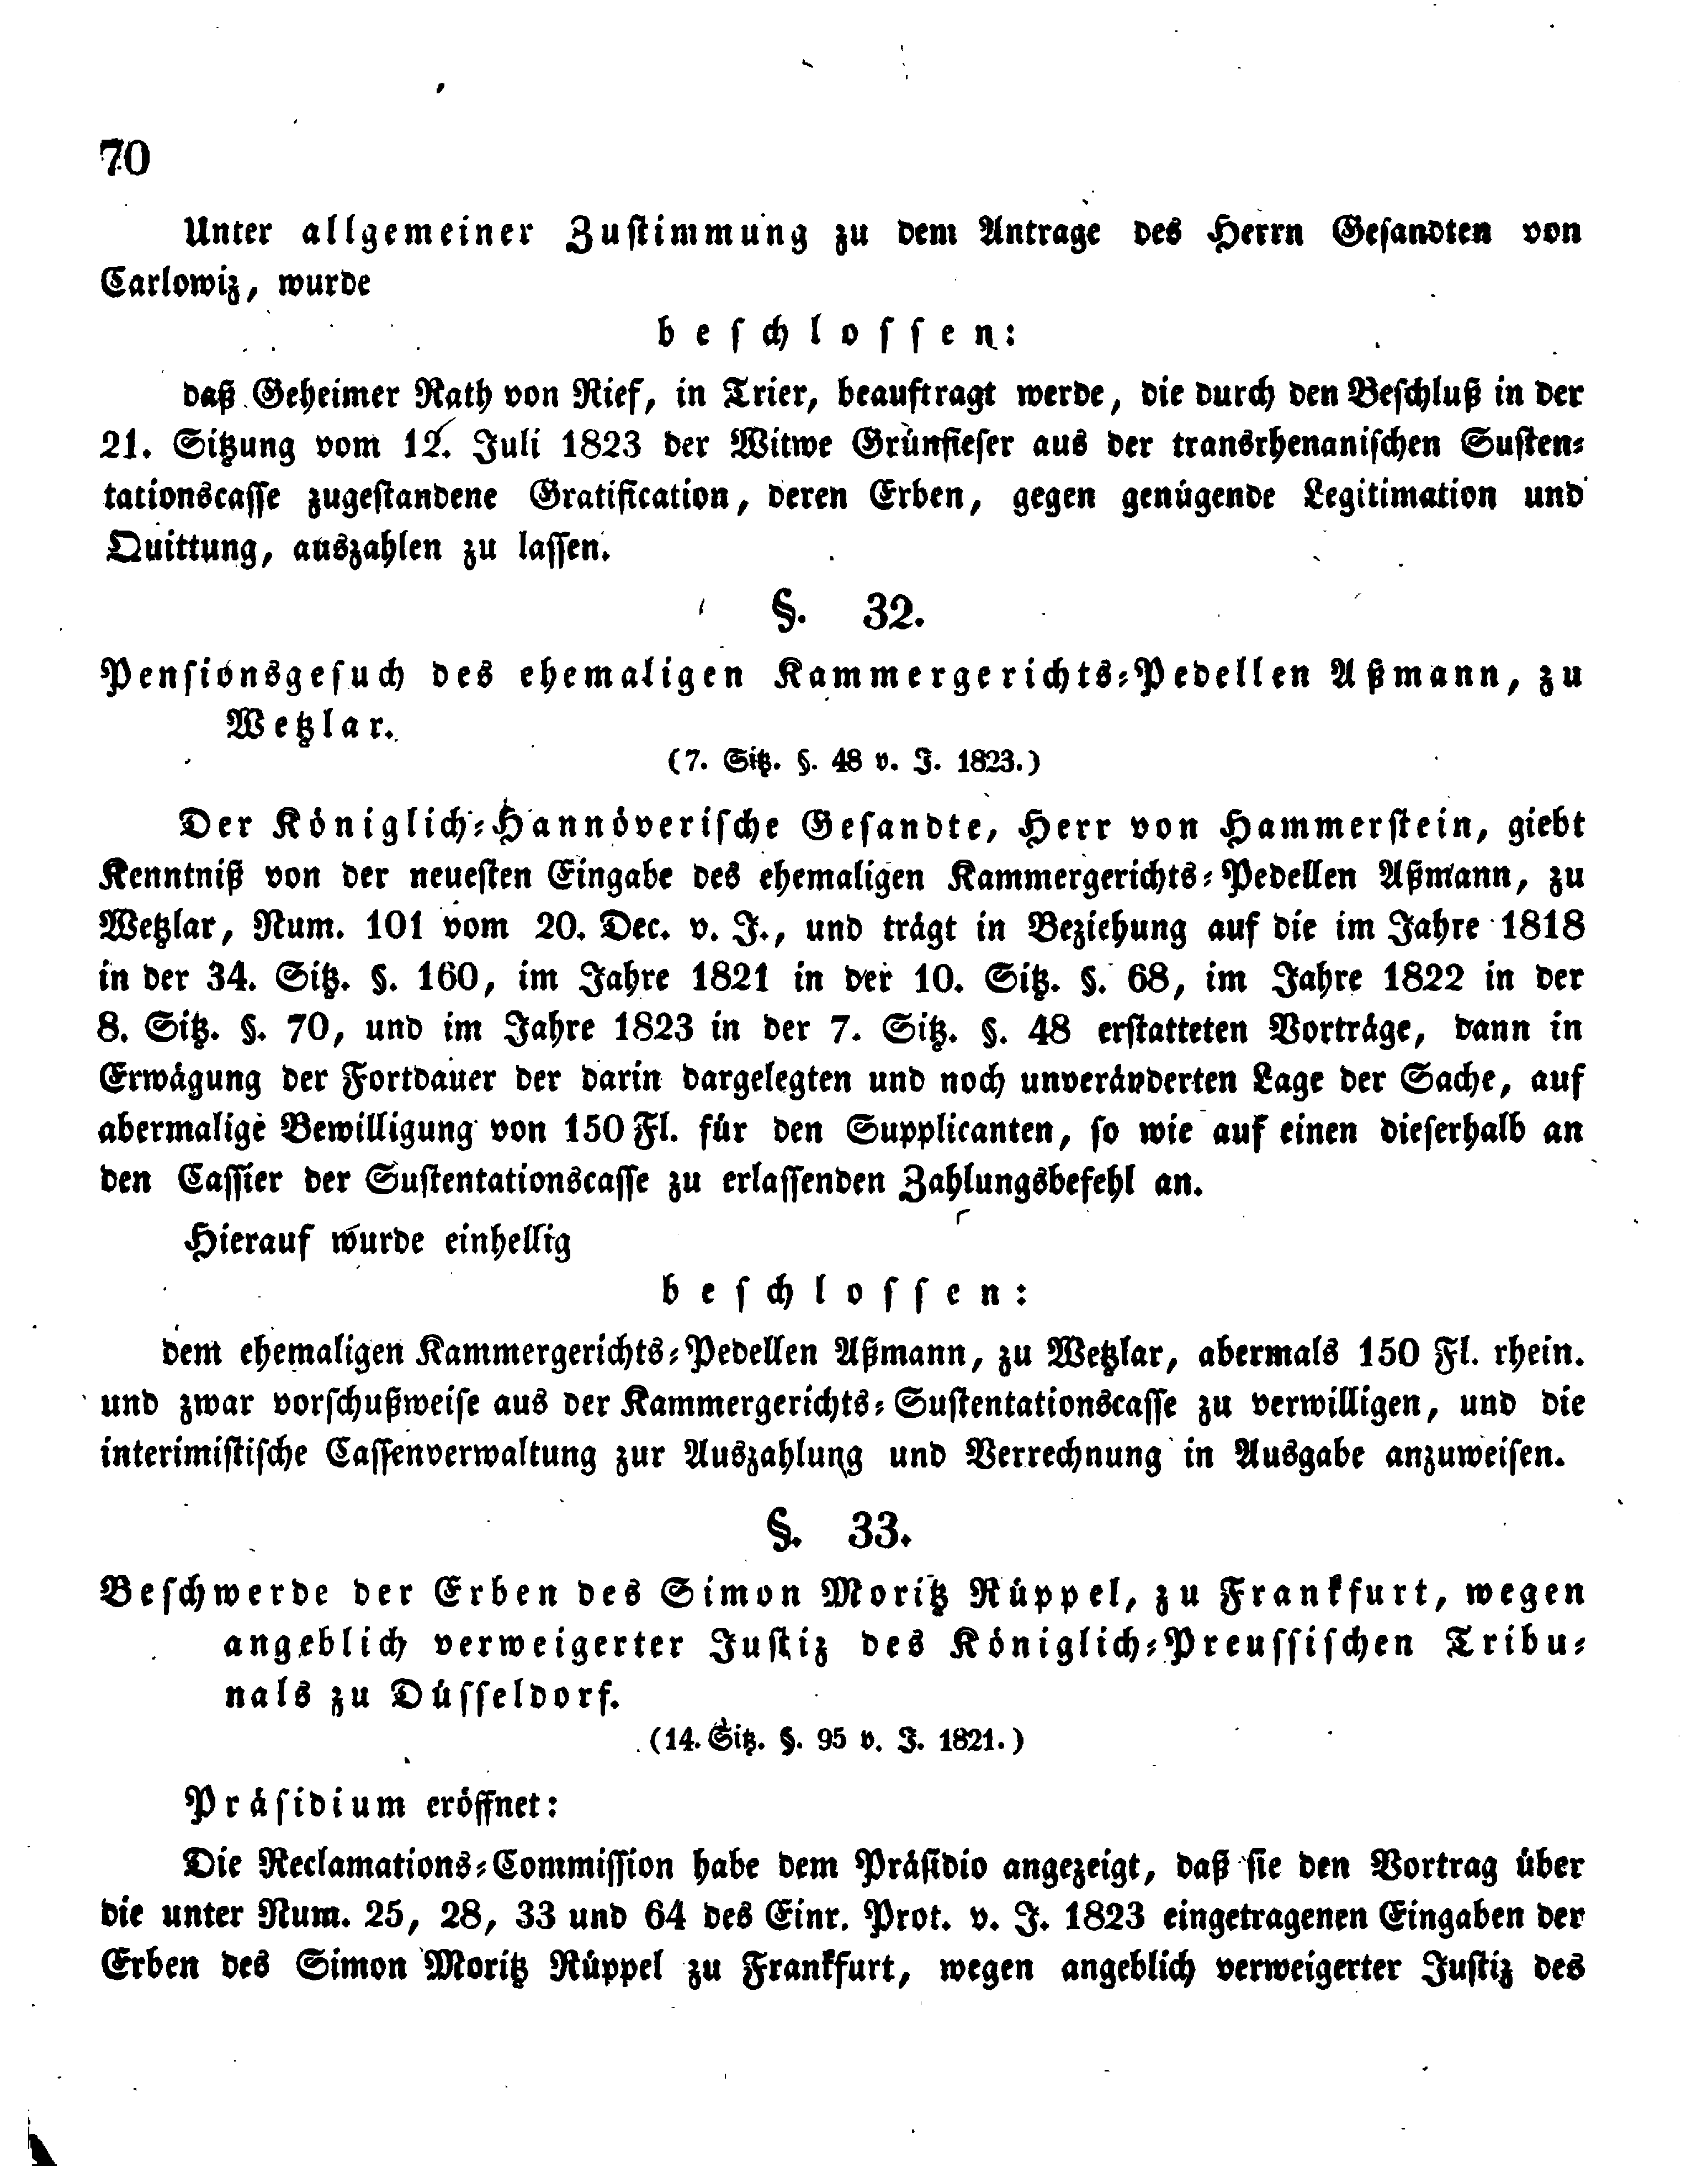 70
Unter allgemeiner Zustimmung zu dem Antrage des Herrn Gesandten von
Carlowiz, wurde
beschlossen:
daß Geheimer Rath von Rief, in Trier, beauftragt werde, die durch den Beschluß in der
21. Sitzung vom 12. Juli 1823 der Witwe Grünfieser aus der transrhenanischen Susten-
tationscasse zugestandene Gratification, deren Erben, gegen genügende Legitimation und
Quittung, auszahlen zu lassen.
§. 32.
Pensionsgesuch des ehemaligen Kammergerichts-Pedellen Aßmann, zu
Wetzlar.
(7. Sitz. §. 48 v. J. 1823.)
Der Königlich-Hannöverische Gesandte, Herr von Hammerstein, giebt
Kenntniß von der neuesten Eingabe des ehemaligen Kammergerichts-Pedellen Aßmann, zu
Wetzlar, Num. 101 vom 20. Dec. v. J., und trägt in Beziehung auf die im Jahre 1818
in der 34. Sitz. §. 160, im Jahre 1821 in der 10. Sitz. §. 68, im Jahre 1822 in der
8. Sitz. §. 70, und im Jahre 1823 in der 7. Sitz. §. 48 erstatteten Vorträge, dann in
Erwägung der Fortdauer der darin dargelegten und noch unveränderten Lage der Sache, auf
abermalige Bewilligung von 150 Fl. für den Supplicanten, so wie auf einen dieserhalb an
den Cassier der Sustentationscasse zu erlassenden Zahlungsbefehl an.
Hierauf wurde einhellig
beschlossen:
dem ehemaligen Kammergerichts-Pedellen Aßmann, zu Wetzlar, abermals 150 Fl. rhein.
und zwar vorschußweise aus der Kammergerichts-Sustentationscasse zu verwilligen, und die
interimistische Cassenverwaltung zur Auszahlung und Verrechnung in Ausgabe anzuweisen.
§. 33.
Beschwerde der Erben des Simon Moritz Rüppel, zu Frankfurt, wegen
angeblich verweigerter Justiz des Königlich-Preussischen Tribu-
nals zu Düsseldorf.
(14. Sitz. §. 95 v. J. 1821.)
Präsidium eröffnet:
Die Reclamations-Commission habe dem Präsidio angezeigt, daß sie den Vortrag über
die unter Num. 25, 28, 33 und 64 des Einr. Prot. v. J. 1823 eingetragenen Eingaben der
Erben des Simon Moritz Rüppel zu Frankfurt, wegen angeblich verweigerter Justiz des